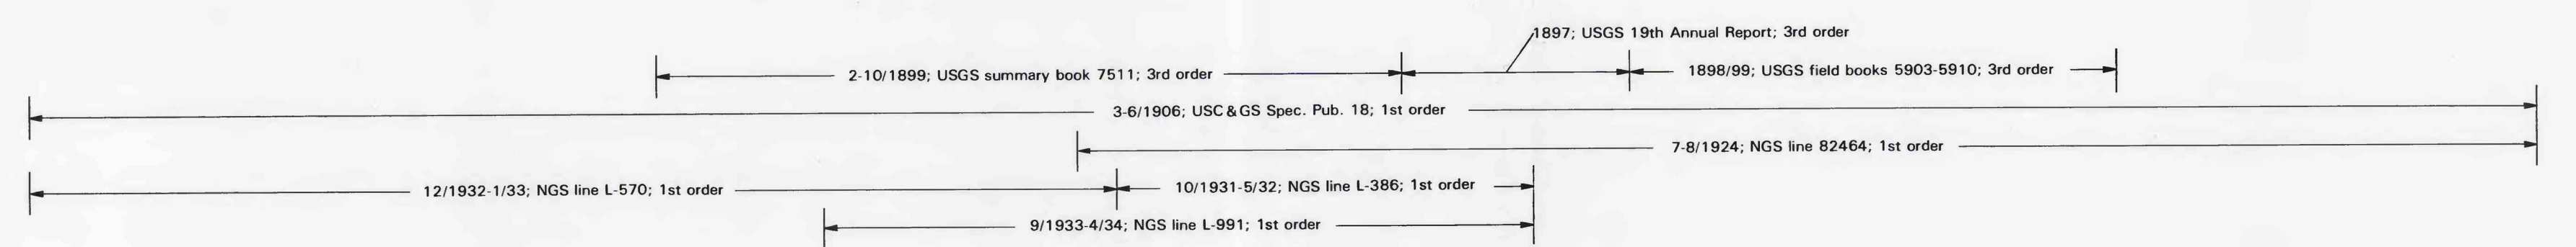 1897; USGS 19th Annual Report; 3rd order
2-10/1899; USGS summary book 7511; 3rd order
1898/99; USGS field books 5903-5910; 3rd order
3-6/1906; USC&GS Spec. Pub. 18; 1st order
7-8/1924; NGS line 82464; 1st order
12/1932-1/33; NGS line L-570; 1st order
10/1931-5/32; NGS line L-386; 1st order
9/1933-4/34; NGS line L-991; 1st order